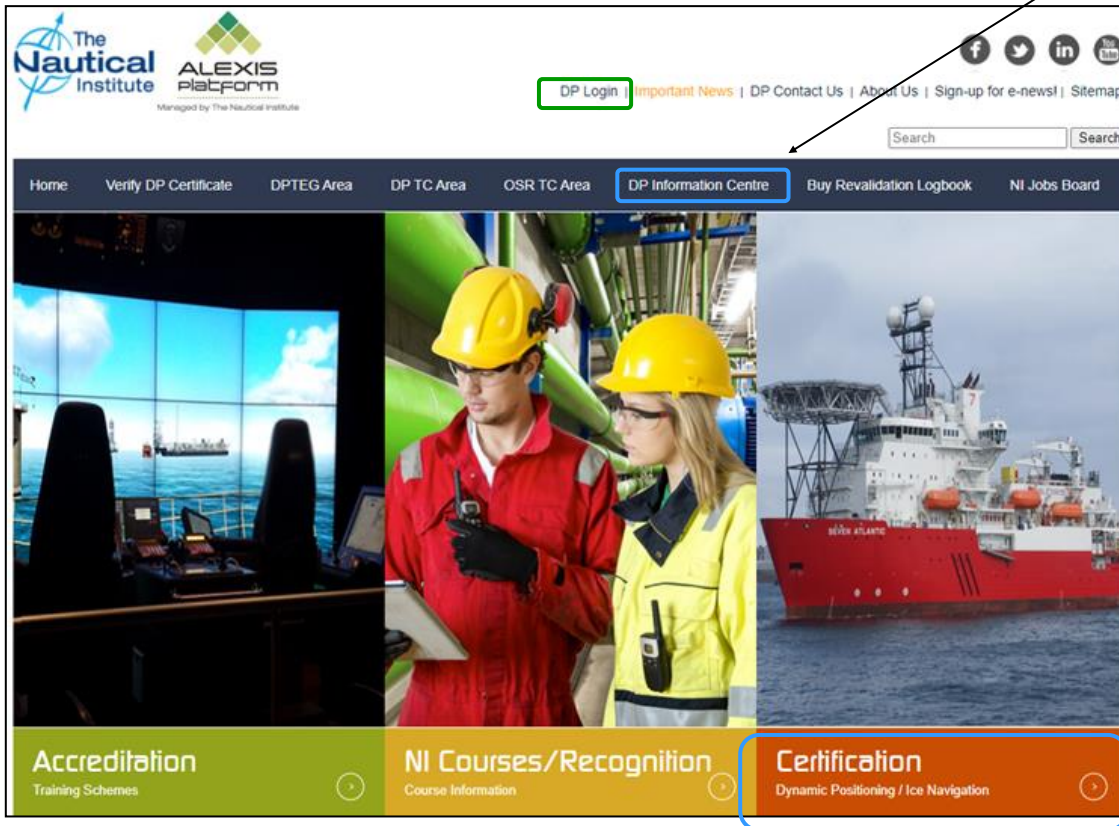 The
Nautical
Institute
ALEXIS
Platform
Managed by The Nautical Institute
You
Tube
DP Login | Important News | DP Contact Us | About Us | Sign-up for e-news! | Sitemap
Search Search
Home Verify DP Certificate DPTEG Area DP TC Area OSR TC Area DP Information Centre Buy Revalidation Logbook NI Jobs Board
7
SEVEN ATLANTIC
Accreditation
Training Schemes
NI Courses/Recognition
Course Information
Certification
Dynamic Positioning / Ice Navigation